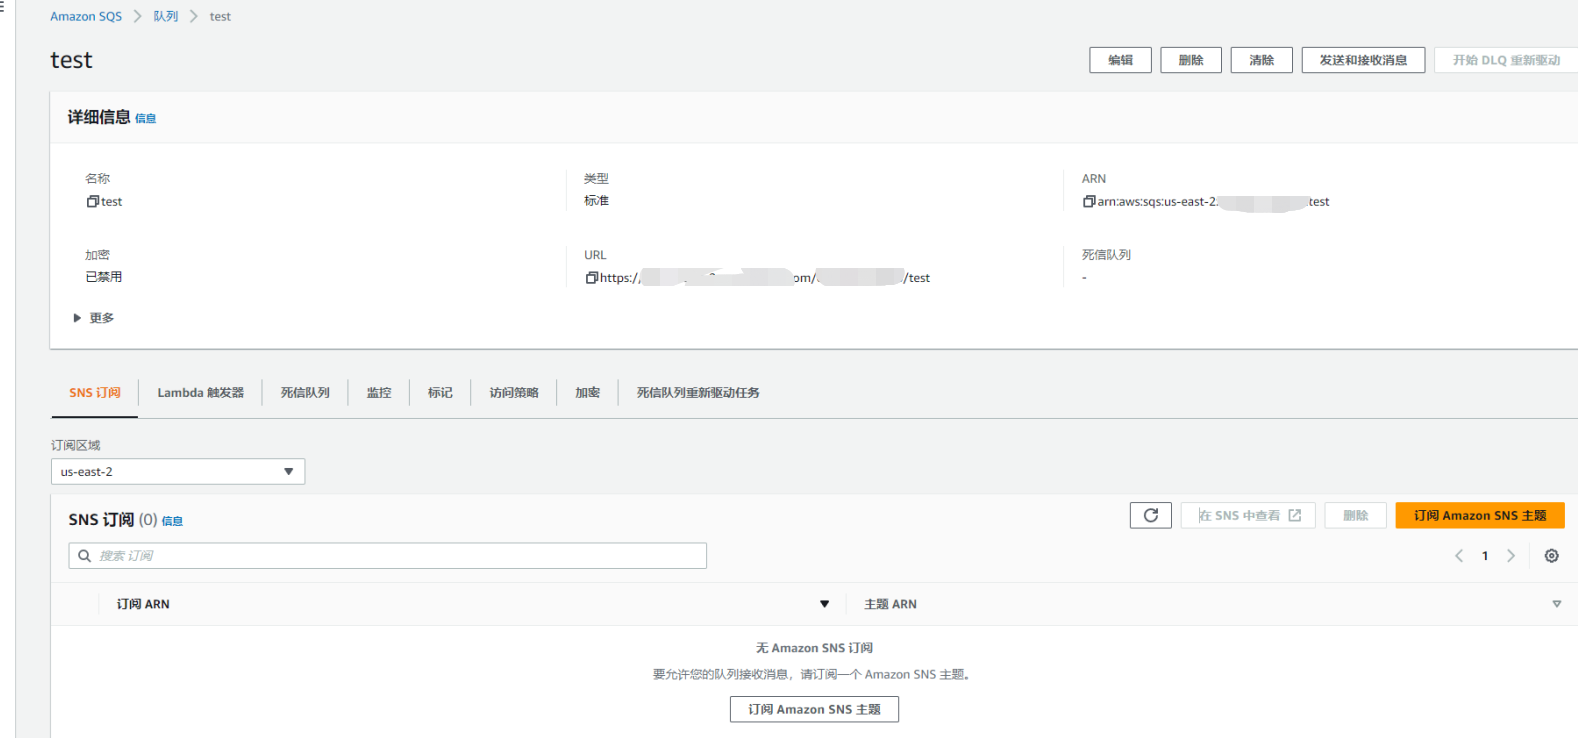 Amazon SQS 队列 test
test
编辑 删除 清除 发送和接收消息 开始 DLQ 重新驱动
详细信息 信息
名称 类型 ARN
test 标准 arn:aws:sqs:us-east-2 test
加密 URL 死信队列
已禁用 https:// om/ /test -
更多
SNS 订阅 Lambda 触发器 死信队列 监控 标记 访问策略 加密 死信队列重新驱动任务
订阅区域
us-east-2
SNS 订阅 (0) 信息 在 SNS 中查看 删除 订阅 Amazon SNS 主题
搜索 订阅 1
订阅 ARN 主题 ARN
无 Amazon SNS 订阅
要允许您的队列接收消息，请订阅一个 Amazon SNS 主题。
订阅 Amazon SNS 主题